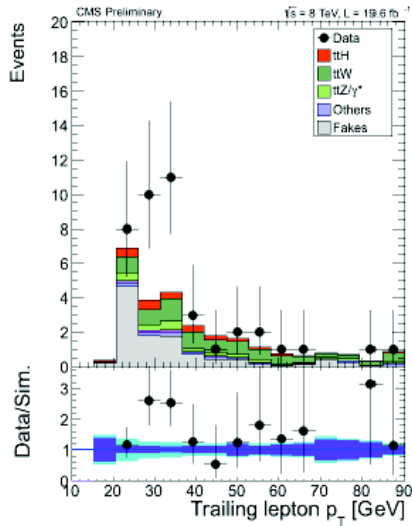 CMS Preliminary √s = 8 TeV, L = 19.6 fb⁻¹
Events
20
18
16
14
12
10
8
6
4
2
0
Data
ttH
ttW
ttZ/γ*
Others
Fakes
Data/Sim.
3
2
1
0
10 20 30 40 50 60 70 80 90
Trailing lepton p_T [GeV]